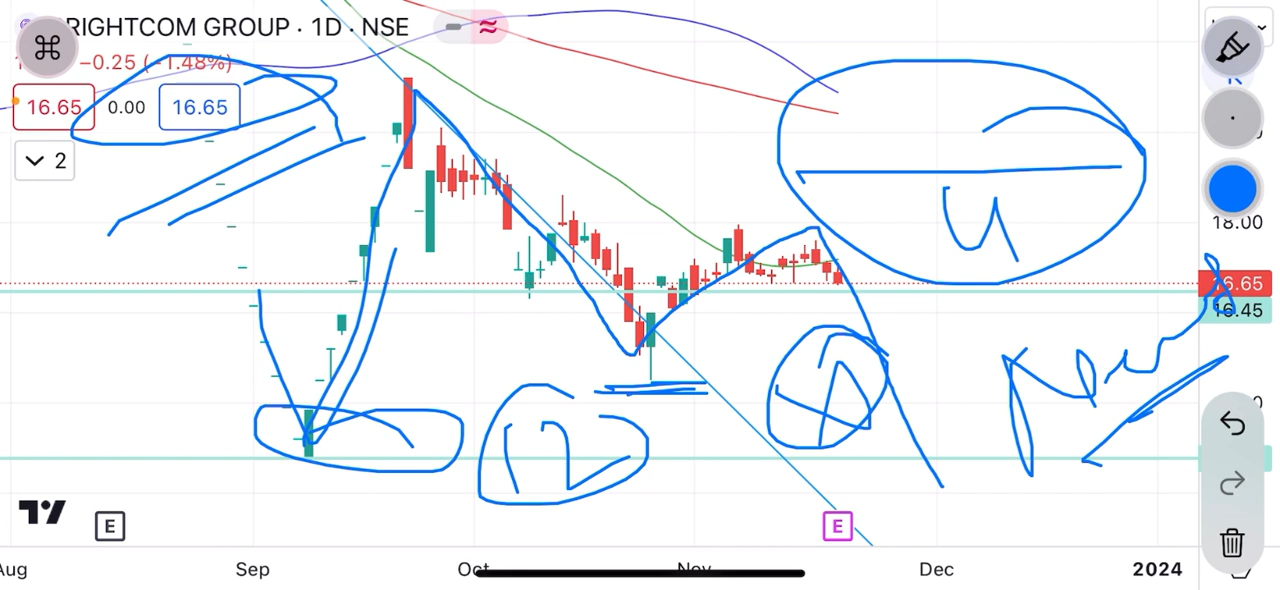 RIGHTCOM GROUP · 1D · NSE
−0.25 (−1.48%)
16.65 0.00 16.65
2
18.00
16.65
16.45
E E
Aug Sep Oct Nov Dec 2024